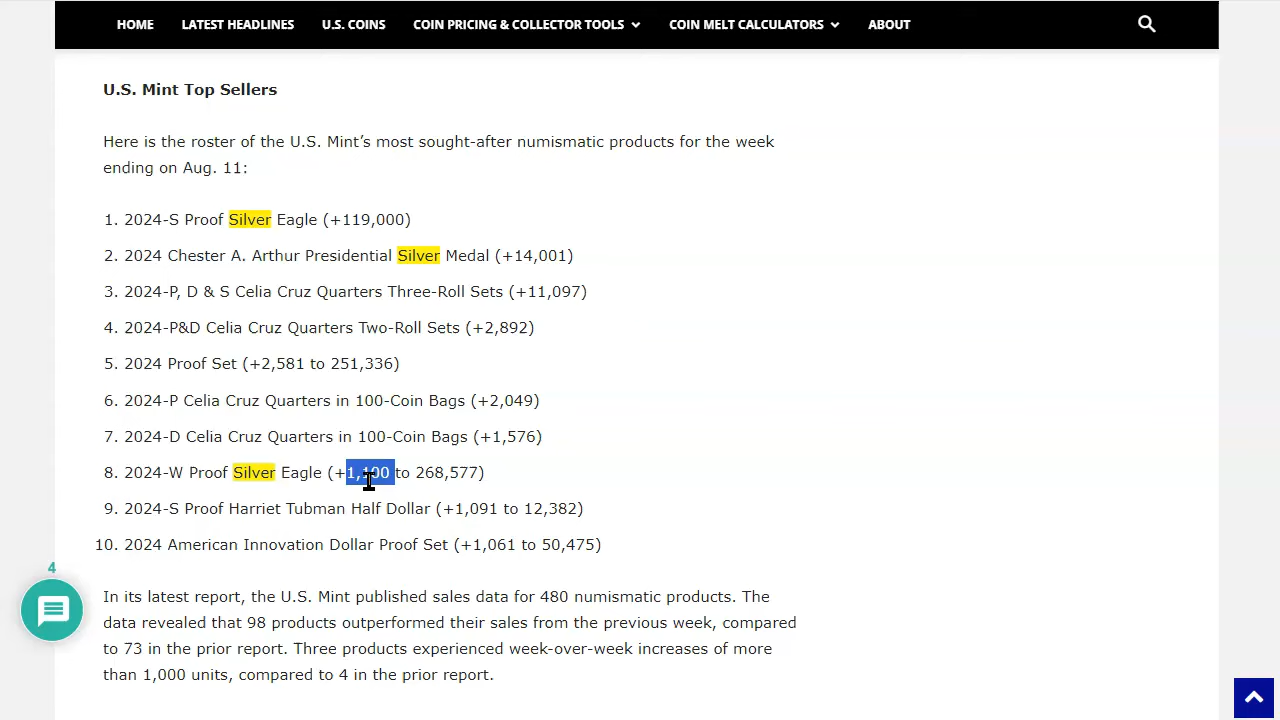 HOME LATEST HEADLINES U.S. COINS COIN PRICING & COLLECTOR TOOLS COIN MELT CALCULATORS ABOUT
U.S. Mint Top Sellers
Here is the roster of the U.S. Mint’s most sought-after numismatic products for the week
ending on Aug. 11:
1. 2024-S Proof Silver Eagle (+119,000)
2. 2024 Chester A. Arthur Presidential Silver Medal (+14,001)
3. 2024-P, D & S Celia Cruz Quarters Three-Roll Sets (+11,097)
4. 2024-P&D Celia Cruz Quarters Two-Roll Sets (+2,892)
5. 2024 Proof Set (+2,581 to 251,336)
6. 2024-P Celia Cruz Quarters in 100-Coin Bags (+2,049)
7. 2024-D Celia Cruz Quarters in 100-Coin Bags (+1,576)
8. 2024-W Proof Silver Eagle (+1,100 to 268,577)
9. 2024-S Proof Harriet Tubman Half Dollar (+1,091 to 12,382)
10. 2024 American Innovation Dollar Proof Set (+1,061 to 50,475)
4
In its latest report, the U.S. Mint published sales data for 480 numismatic products. The
data revealed that 98 products outperformed their sales from the previous week, compared
to 73 in the prior report. Three products experienced week-over-week increases of more
than 1,000 units, compared to 4 in the prior report.